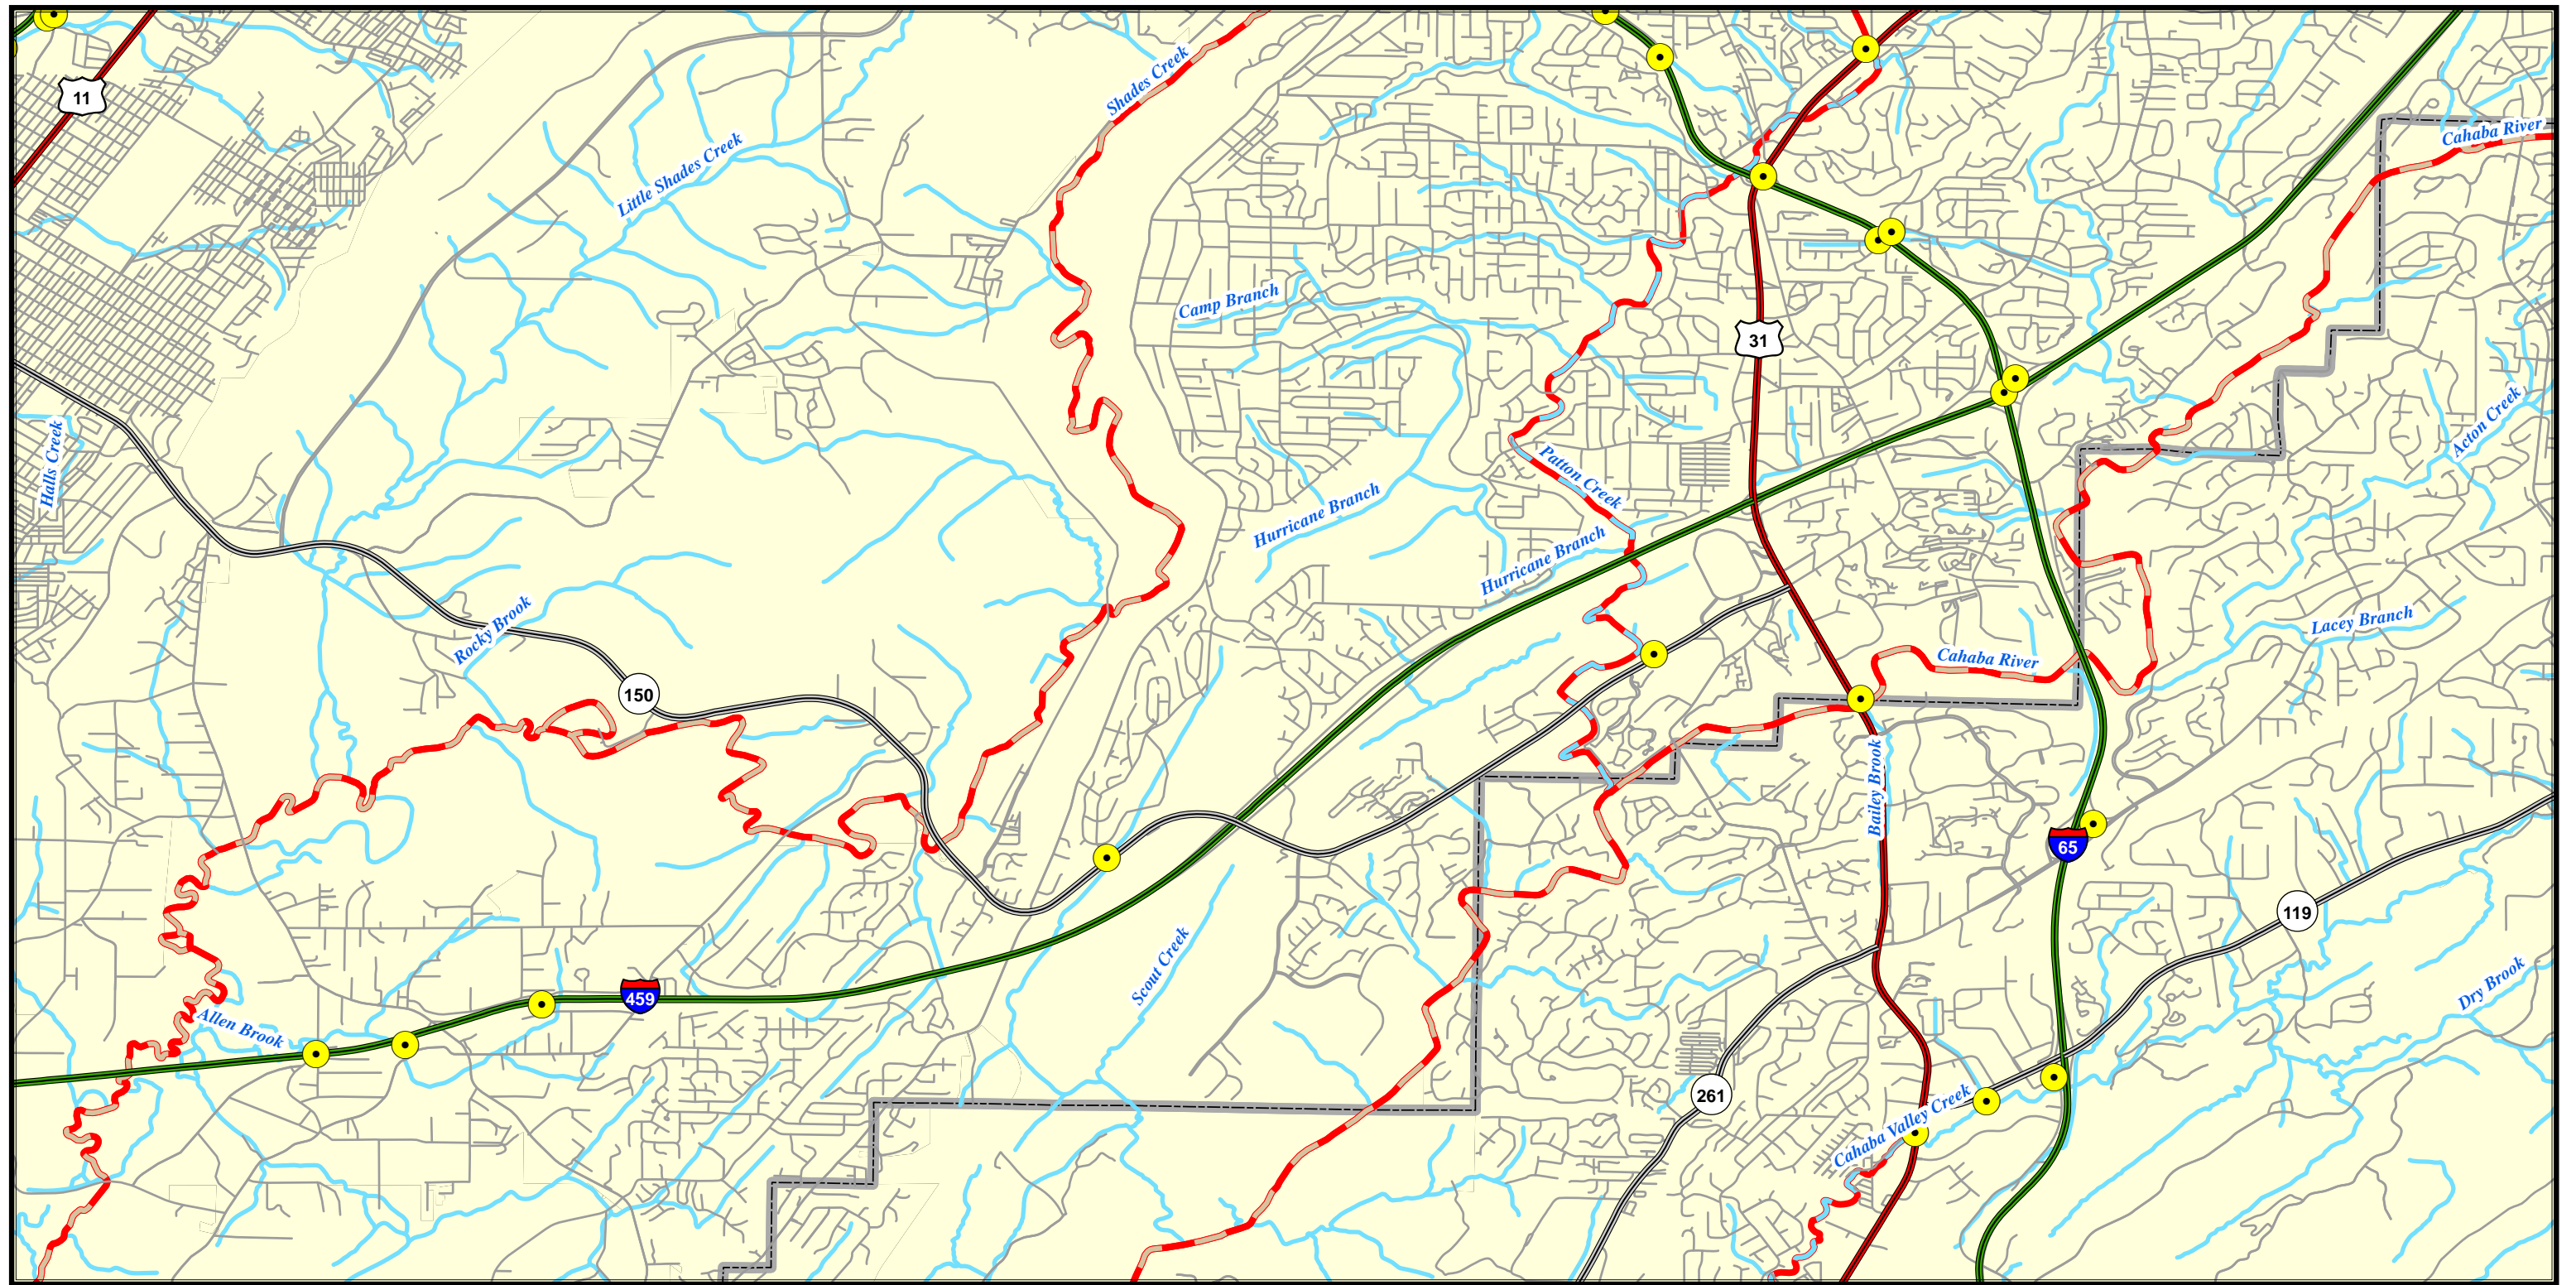 Shades Creek
11
Cahaba River
Little Shades Creek
Camp Branch
31
Acton Creek
Halls Creek
Patton Creek
Hurricane Branch
Hurricane Branch
Rocky Brook
Lacey Branch
Cahaba River
150
Bailey Brook
65
119
Scout Creek
Dry Brook
459
Allen Brook
261
Cahaba Valley Creek